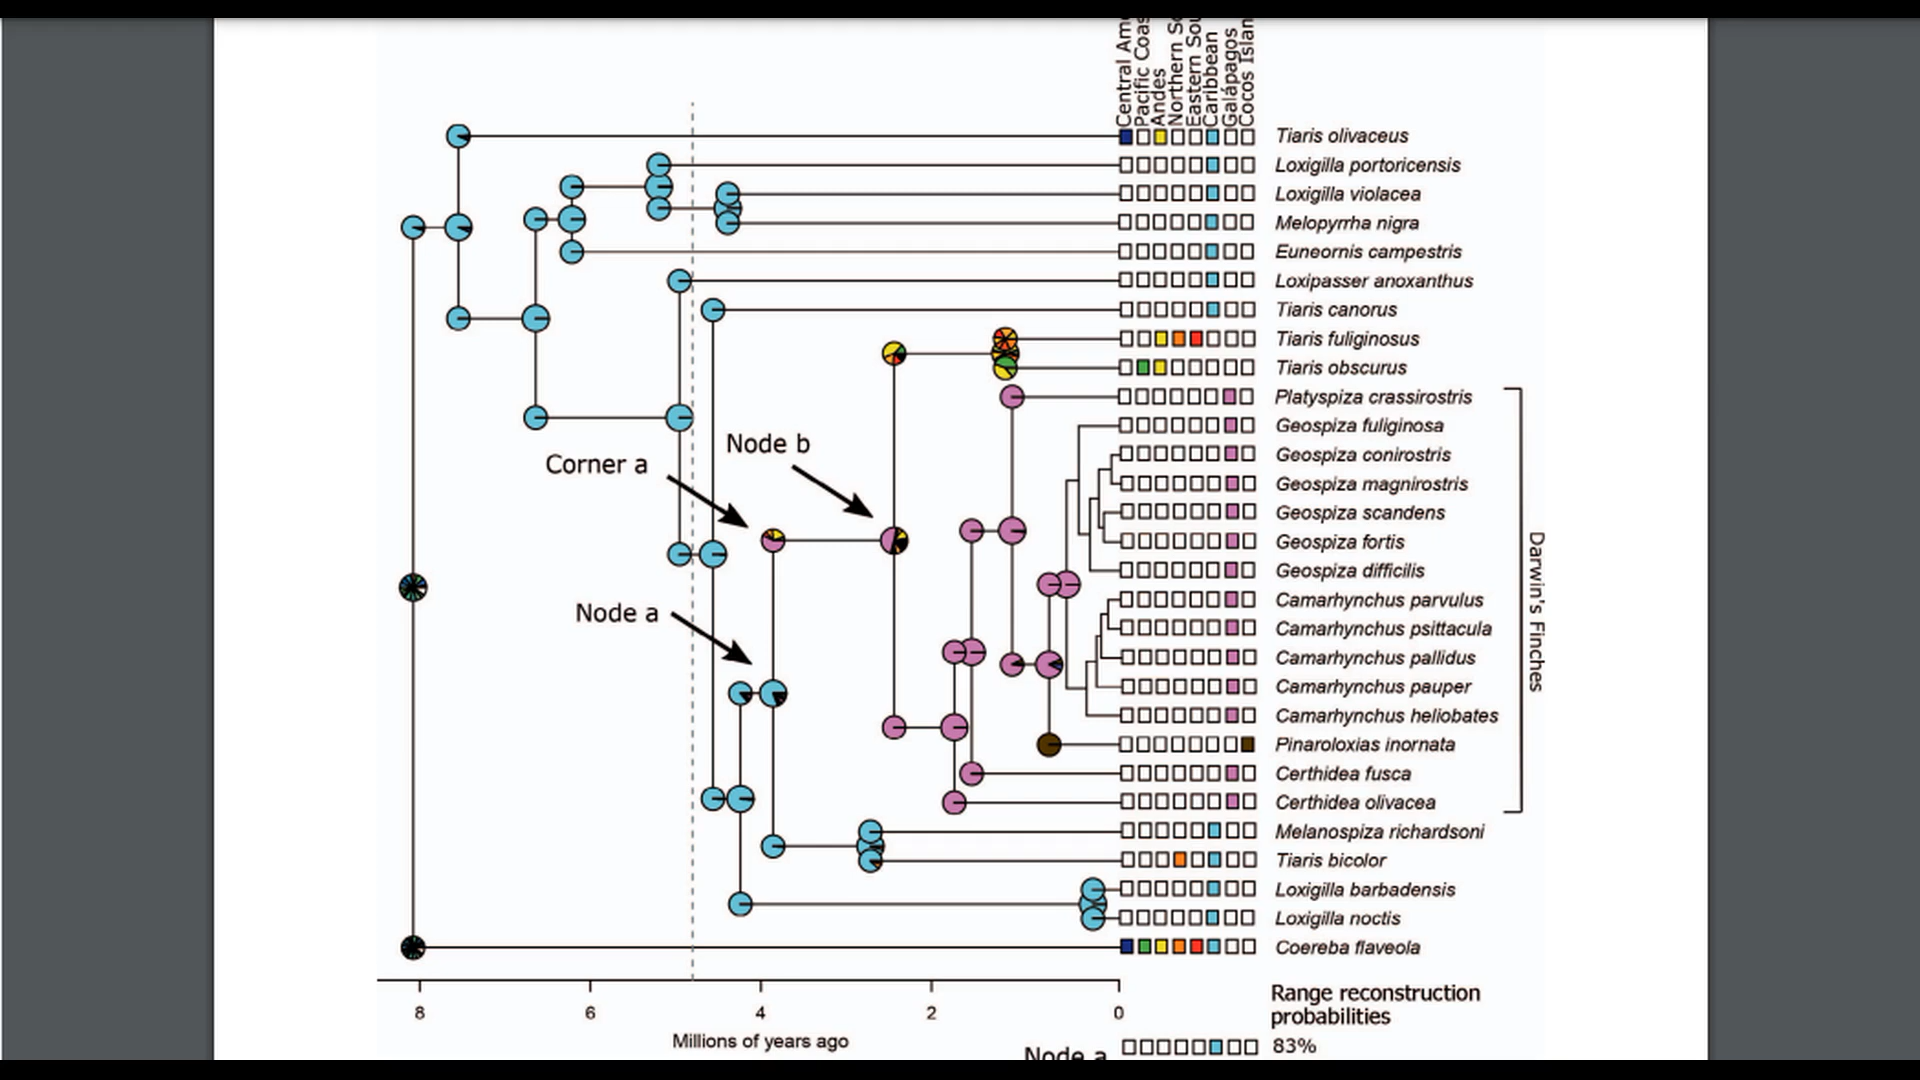 Central Am
Pacific Coas
Andes
Northern S
Eastern Sou
Caribbean
Galápagos
Cocos Islan
Tiaris olivaceus
Loxigilla portoricensis
Loxigilla violacea
Melopyrrha nigra
Euneornis campestris
Loxipasser anoxanthus
Tiaris canorus
Tiaris fuliginosus
Tiaris obscurus
Platyspiza crassirostris
Geospiza fuliginosa
Node b
Corner a
Geospiza conirostris
Geospiza magnirostris
Geospiza scandens
Geospiza fortis
Geospiza difficilis
Darwin's Finches
Camarhynchus parvulus
Node a
Camarhynchus psittacula
Camarhynchus pallidus
Camarhynchus pauper
Camarhynchus heliobates
Pinaroloxias inornata
Certhidea fusca
Certhidea olivacea
Melanospiza richardsoni
Tiaris bicolor
Loxigilla barbadensis
Loxigilla noctis
Coereba flaveola
8 6 4 2 0
Millions of years ago
Range reconstruction
probabilities
Node a
83%